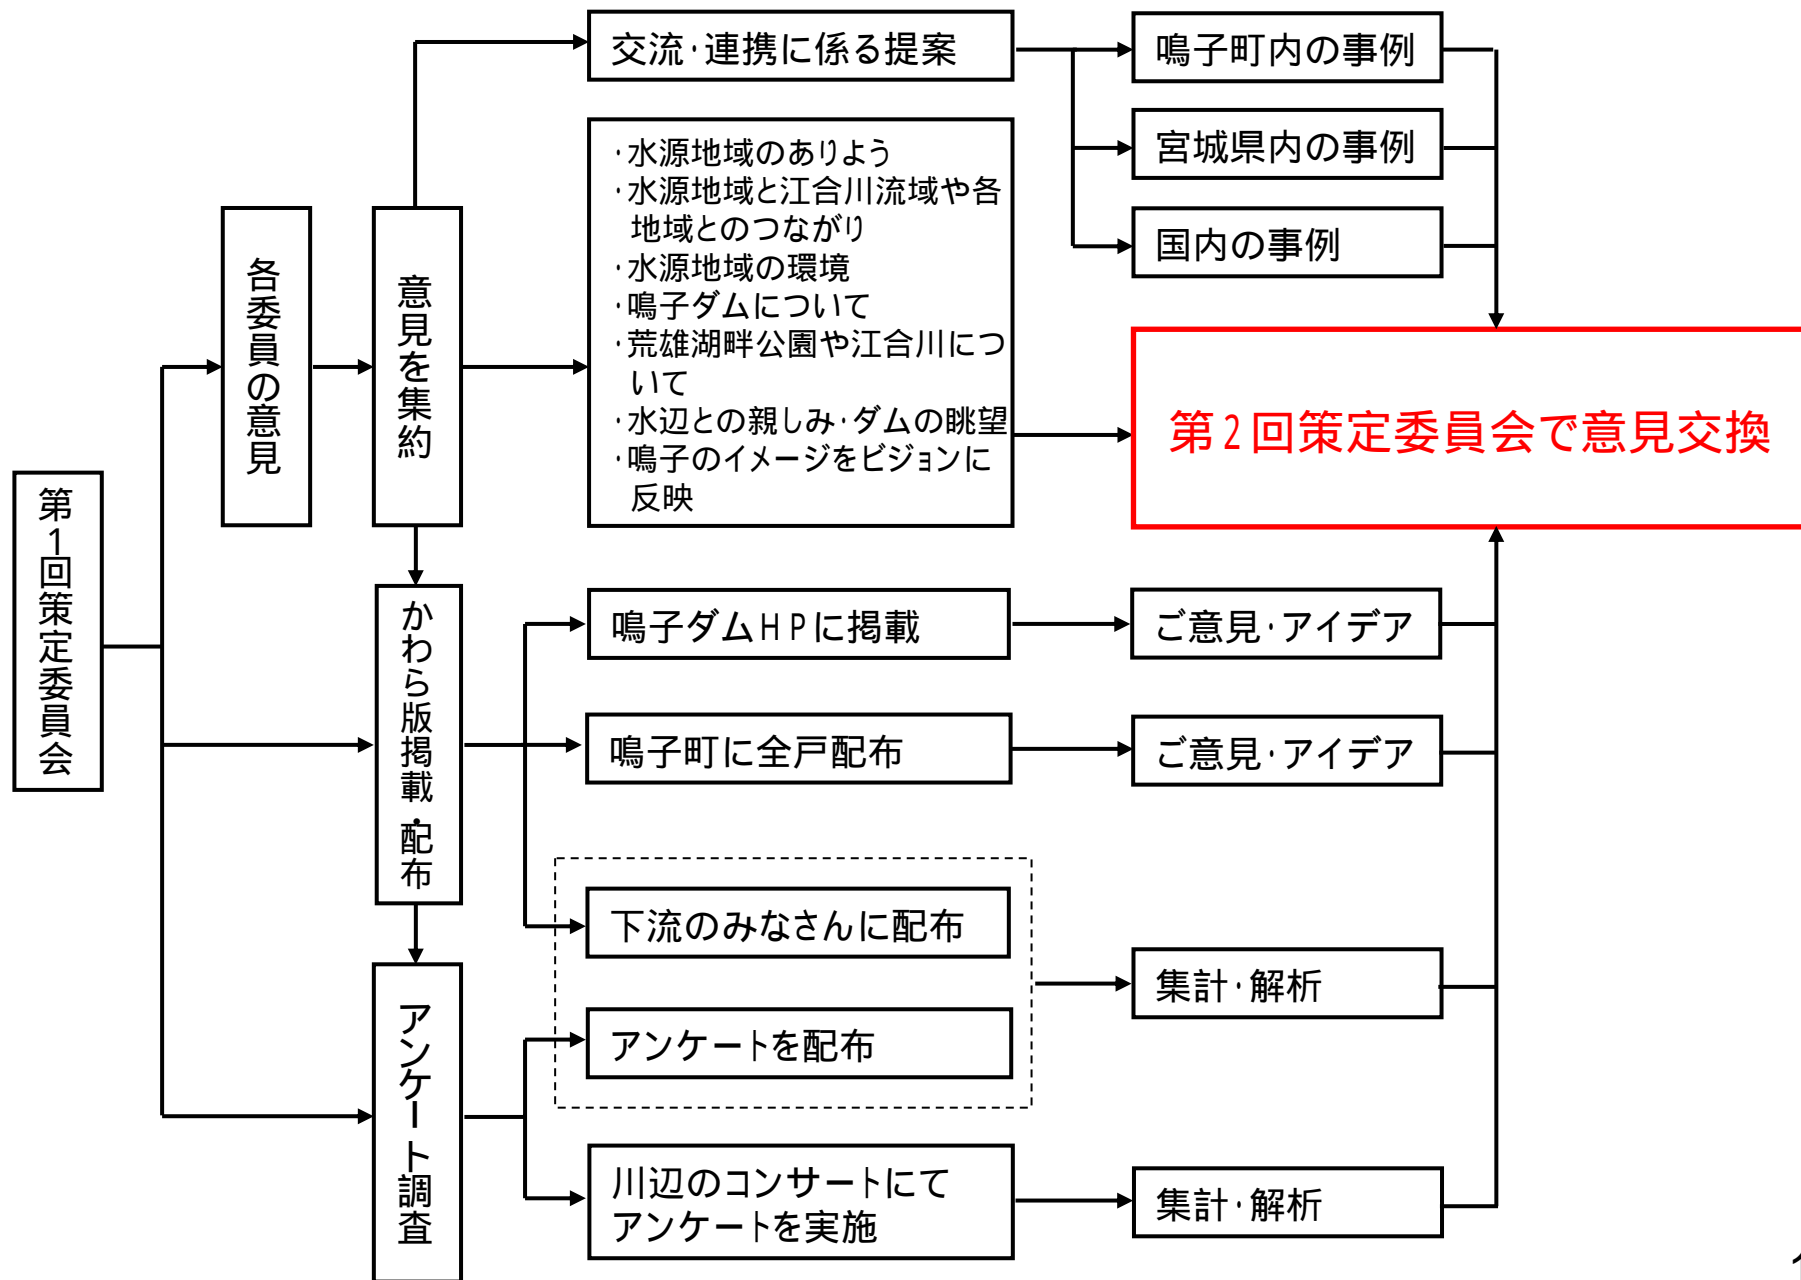 第１回策定委員会
各委員の意見
意見を集約
かわら版掲載・配布
アンケート調査
交流・連携に係る提案
・水源地域のありよう
・水源地域と江合川流域や各
地域とのつながり
・水源地域の環境
・鳴子ダムについて
・荒雄湖畔公園や江合川につ
いて
・水辺との親しみ・ダムの眺望
・鳴子のイメージをビジョンに
反映
鳴子ダムＨＰに掲載
鳴子町に全戸配布
下流のみなさんに配布
アンケートを配布
川辺のコンサートにて
アンケートを実施
鳴子町内の事例
宮城県内の事例
国内の事例
第２回策定委員会で意見交換
ご意見・アイデア
ご意見・アイデア
集計・解析
集計・解析